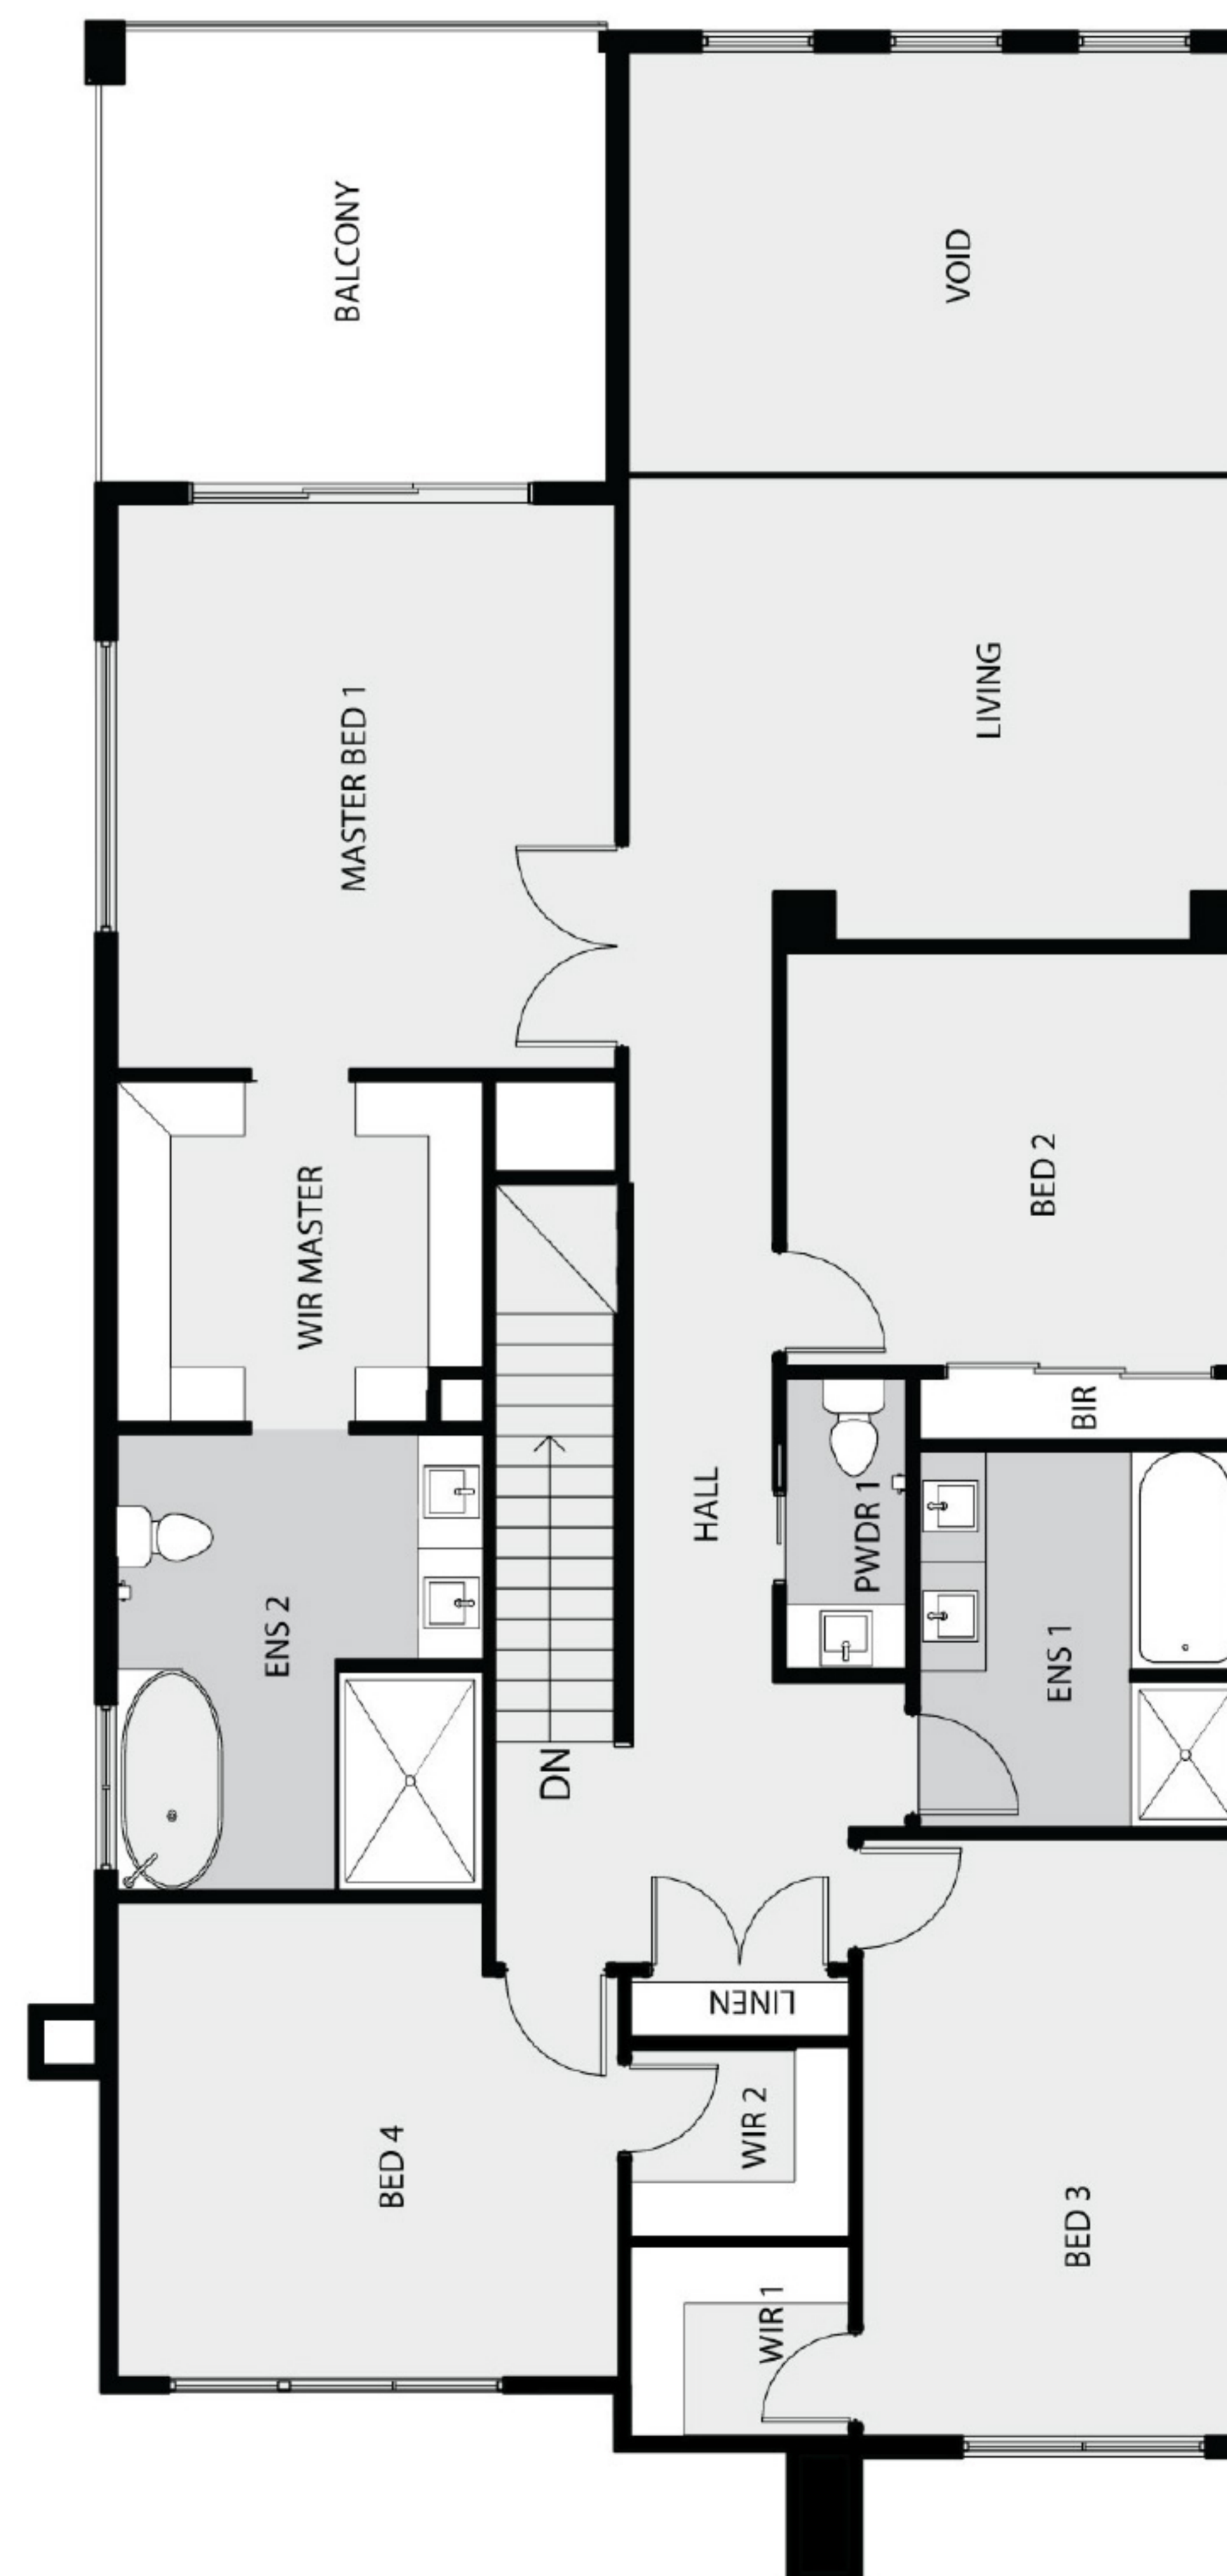 BALCONY
VOID
LIVING
MASTER BED 1
BED 2
WIR MASTER
BIR
HALL
PWDR 1
ENS 2
ENS 1
DN
LINEN
WIR 2
BED 4
BED 3
WIR 1